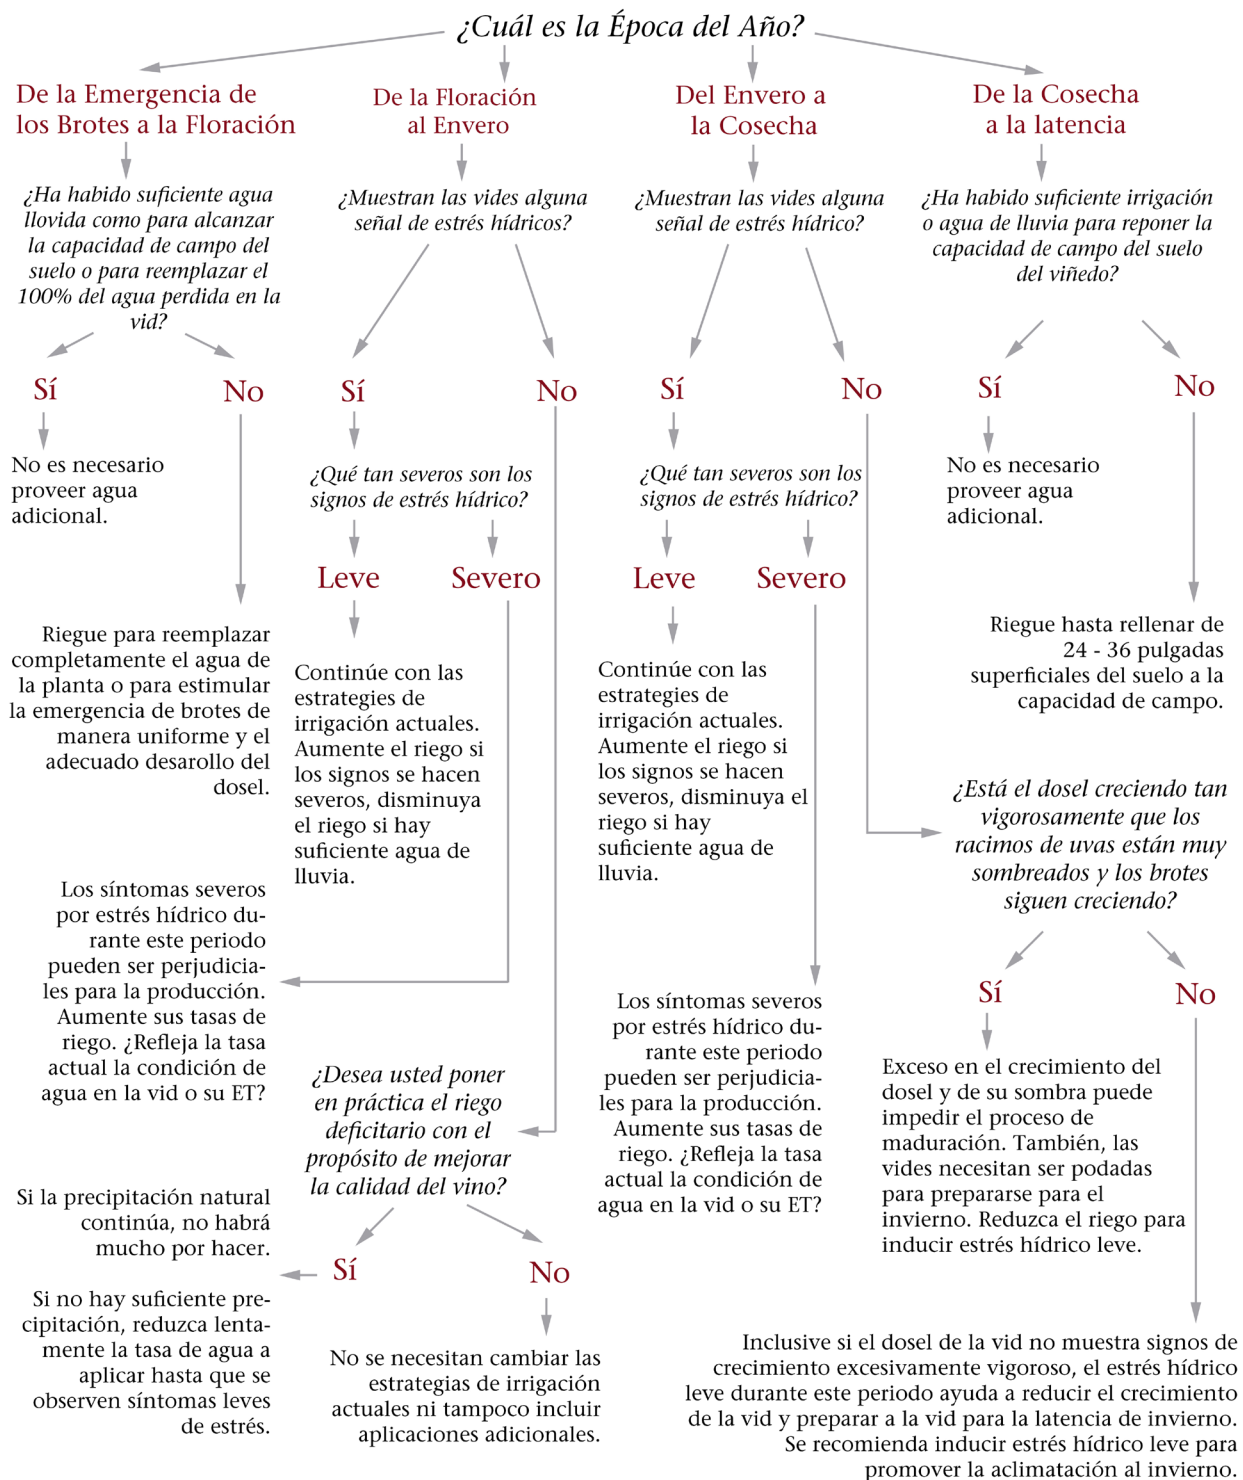 ¿Cuál es la Época del Año?
De la Emergencia de
los Brotes a la Floración
¿Ha habido suficiente agua
llovida como para alcanzar
la capacidad de campo del
suelo o para reemplazar el
100% del agua perdida en la
vid?
Sí
No
No es necesario
proveer agua
adicional.
Riegue para reemplazar
completamente el agua de
la planta o para estimular
la emergencia de brotes de
manera uniforme y el
adecuado desarollo del
dosel.
De la Floración
al Envero
¿Muestran las vides alguna
señal de estrés hídricos?
Sí
No
¿Qué tan severos son los
signos de estrés hídrico?
Leve
Severo
Continúe con las
estrategies de
irrigación actuales.
Aumente el riego si
los signos se hacen
severos, disminuya
el riego si hay
suficiente agua de
lluvia.
Los síntomas severos
por estrés hídrico du-
rante este periodo
pueden ser perjudicia-
les para la producción.
Aumente sus tasas de
riego. ¿Refleja la tasa
actual la condición de
agua en la vid o su ET?
¿Desea usted poner
en práctica el riego
deficitario con el
propósito de mejorar
la calidad del vino?
Sí
No
Si la precipitación natural
continúa, no habrá
mucho por hacer.
Si no hay suficiente pre-
cipitación, reduzca lenta-
mente la tasa de agua a
aplicar hasta que se
observen síntomas leves
de estrés.
No se necesitan cambiar las
estrategias de irrigación
actuales ni tampoco incluir
aplicaciones adicionales.
Del Envero a
la Cosecha
¿Muestran las vides alguna
señal de estrés hídrico?
Sí
No
¿Qué tan severos son los
signos de estrés hídrico?
Leve
Severo
Continúe con las
estrategies de
irrigación actuales.
Aumente el riego si
los signos se hacen
severos, disminuya el
riego si hay
suficiente agua de
lluvia.
Los síntomas severos
por estrés hídrico du-
rante este periodo
pueden ser perjudicia-
les para la producción.
Aumente sus tasas de
riego. ¿Refleja la tasa
actual la condición de
agua en la vid o su ET?
¿Está el dosel creciendo tan
vigorosamente que los
racimos de uvas están muy
sombreados y los brotes
siguen creciendo?
Sí
No
Exceso en el crecimiento del
dosel y de su sombra puede
impedir el proceso de
maduración. También, las
vides necesitan ser podadas
para prepararse para el
invierno. Reduzca el riego para
inducir estrés hídrico leve.
Inclusive si el dosel de la vid no muestra signos de
crecimiento excesivamente vigoroso, el estrés hídrico
leve durante este periodo ayuda a reducir el crecimiento
de la vid y preparar a la vid para la latencia de invierno.
Se recomienda inducir estrés hídrico leve para
promover la aclimatación al invierno.
De la Cosecha
a la latencia
¿Ha habido suficiente irrigación
o agua de lluvia para reponer la
capacidad de campo del suelo
del viñedo?
Sí
No
No es necesario
proveer agua
adicional.
Riegue hasta rellenar de
24 - 36 pulgadas
superficiales del suelo a la
capacidad de campo.